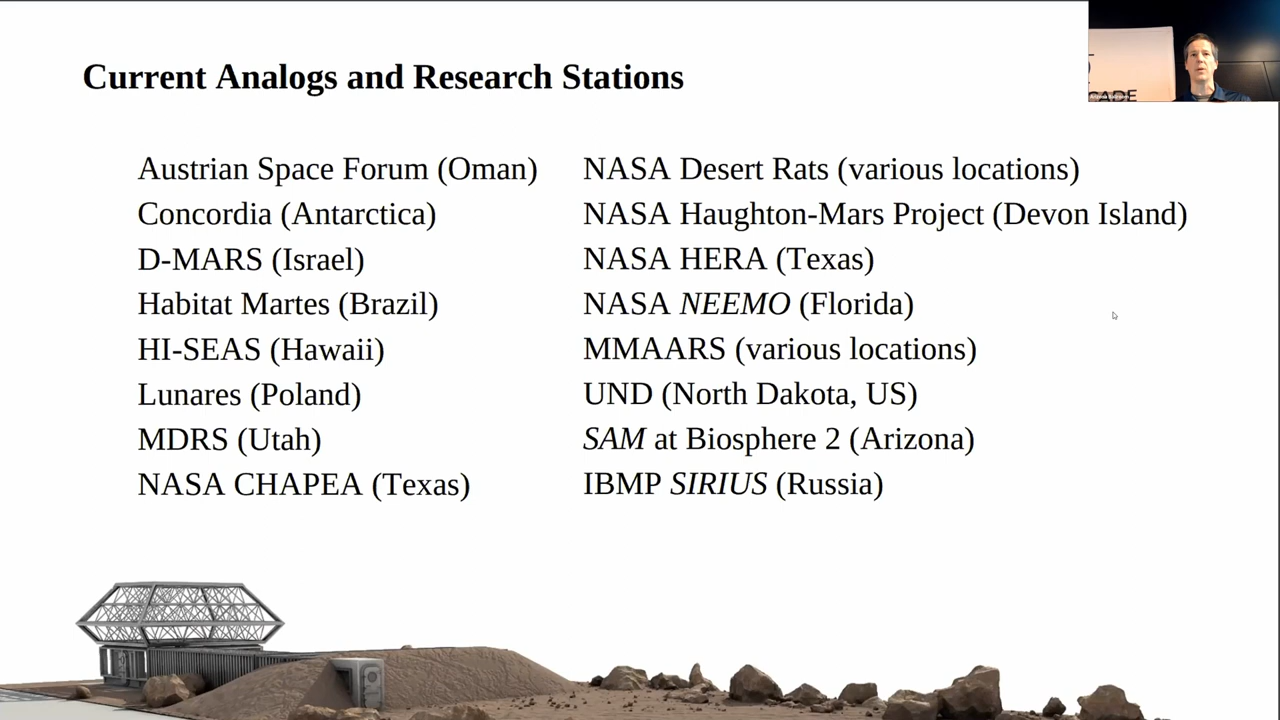 Current Analogs and Research Stations
Austrian Space Forum (Oman)
Concordia (Antarctica)
D-MARS (Israel)
Habitat Martes (Brazil)
HI-SEAS (Hawaii)
Lunares (Poland)
MDRS (Utah)
NASA CHAPEA (Texas)
NASA Desert Rats (various locations)
NASA Haughton-Mars Project (Devon Island)
NASA HERA (Texas)
NASA NEEMO (Florida)
MMAARS (various locations)
UND (North Dakota, US)
SAM at Biosphere 2 (Arizona)
IBMP SIRIUS (Russia)